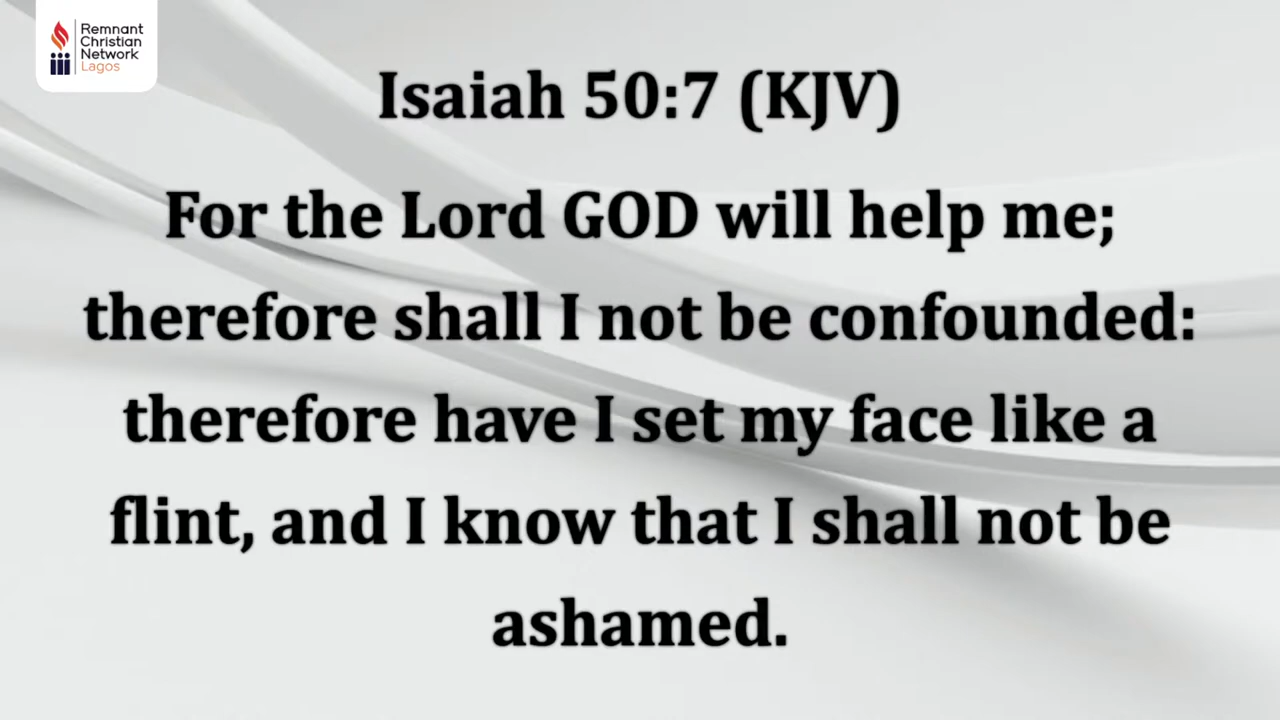 Remnant
Christian
Network
Lagos
Isaiah 50:7 (KJV)
For the Lord GOD will help me;
therefore shall I not be confounded:
therefore have I set my face like a
flint, and I know that I shall not be
ashamed.